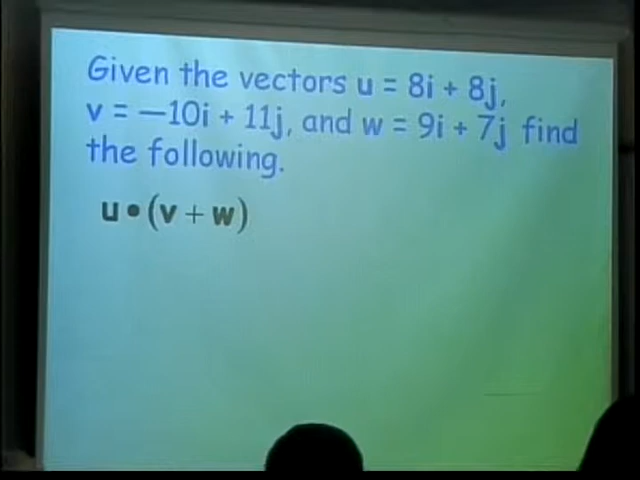 Given the vectors u = 8i + 8j,
v = —10i + 11j, and w = 9i + 7j find
the following.
u•(v + w)